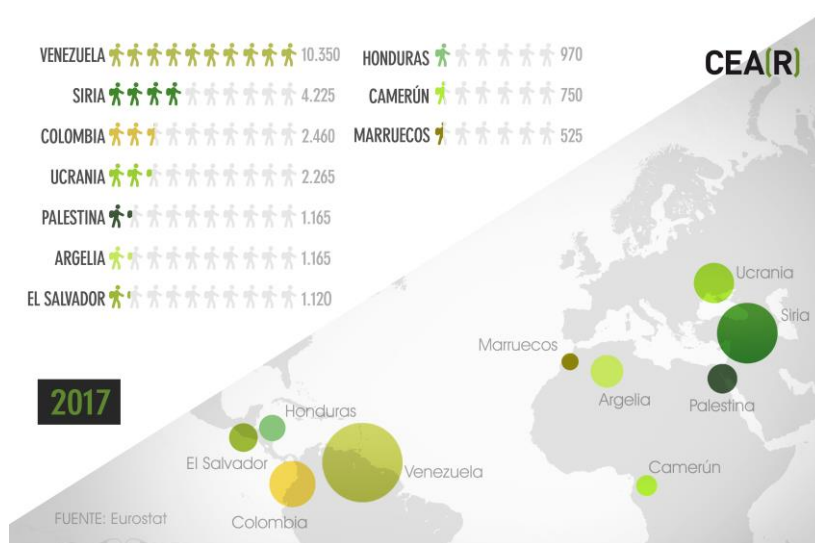 VENEZUELA 10.350
SIRIA 4.225
COLOMBIA 2.460
UCRANIA 2.265
PALESTINA 1.165
ARGELIA 1.165
EL SALVADOR 1.120
HONDURAS 970
CAMERÚN 750
MARRUECOS 525
CEA(R)
2017
Ucrania
Siria
Marruecos
Argelia
Palestina
Honduras
El Salvador
Venezuela
Camerún
Colombia
FUENTE: Eurostat